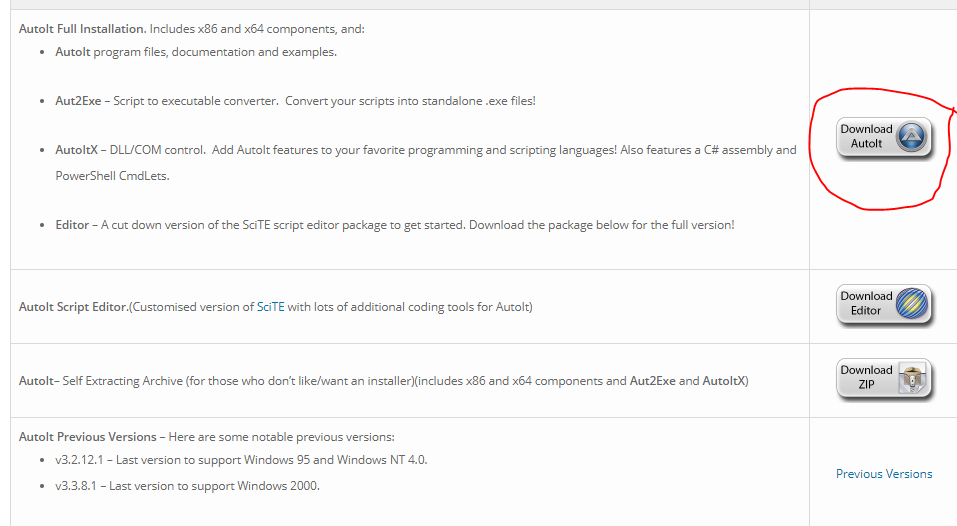 AutoIt Full Installation. Includes x86 and x64 components, and:
• AutoIt program files, documentation and examples.
• Aut2Exe – Script to executable converter.  Convert your scripts into standalone .exe files!
• AutoItX – DLL/COM control.  Add AutoIt features to your favorite programming and scripting languages! Also features a C# assembly and
PowerShell CmdLets.
• Editor – A cut down version of the SciTE script editor package to get started. Download the package below for the full version!
Download
AutoIt
AutoIt Script Editor.(Customised version of SciTE with lots of additional coding tools for AutoIt)
Download
Editor
AutoIt– Self Extracting Archive (for those who don’t like/want an installer)(includes x86 and x64 components and Aut2Exe and AutoItX)
Download
ZIP
AutoIt Previous Versions – Here are some notable previous versions:
• v3.2.12.1 – Last version to support Windows 95 and Windows NT 4.0.
• v3.3.8.1 – Last version to support Windows 2000.
Previous Versions